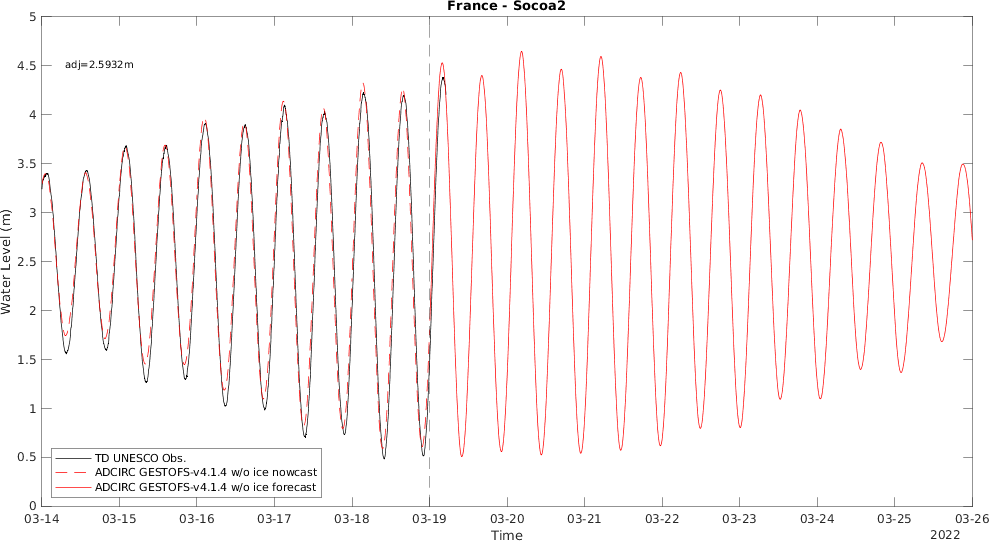 France - Socoa2
adj=2.5932m
5
4.5
4
3.5
3
2.5
2
1.5
1
0.5
0
Water Level (m)
TD UNESCO Obs.
ADCIRC GESTOFS-v4.1.4 w/o ice nowcast
ADCIRC GESTOFS-v4.1.4 w/o ice forecast
03-14 03-15 03-16 03-17 03-18 03-19 03-20 03-21 03-22 03-23 03-24 03-25 03-26
Time
2022